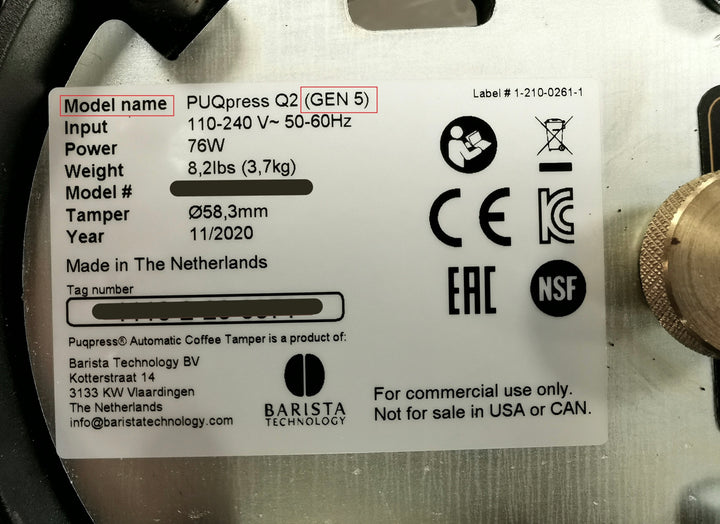 Model name PUQpress Q2 (GEN 5)
Label # 1-210-0261-1
Input 110-240 V~ 50-60Hz
Power 76W
Weight 8,2lbs (3,7kg)
Model #
Tamper Ø58,3mm
Year 11/2020
Made in The Netherlands
Tag number
Puqpress® Automatic Coffee Tamper is a product of:
Barista Technology BV
Kotterstraat 14
3133 KW Vlaardingen
The Netherlands
info@baristatechnology.com
BARISTA
TECHNOLOGY
CE
KC
EAC
NSF
For commercial use only.
Not for sale in USA or CAN.